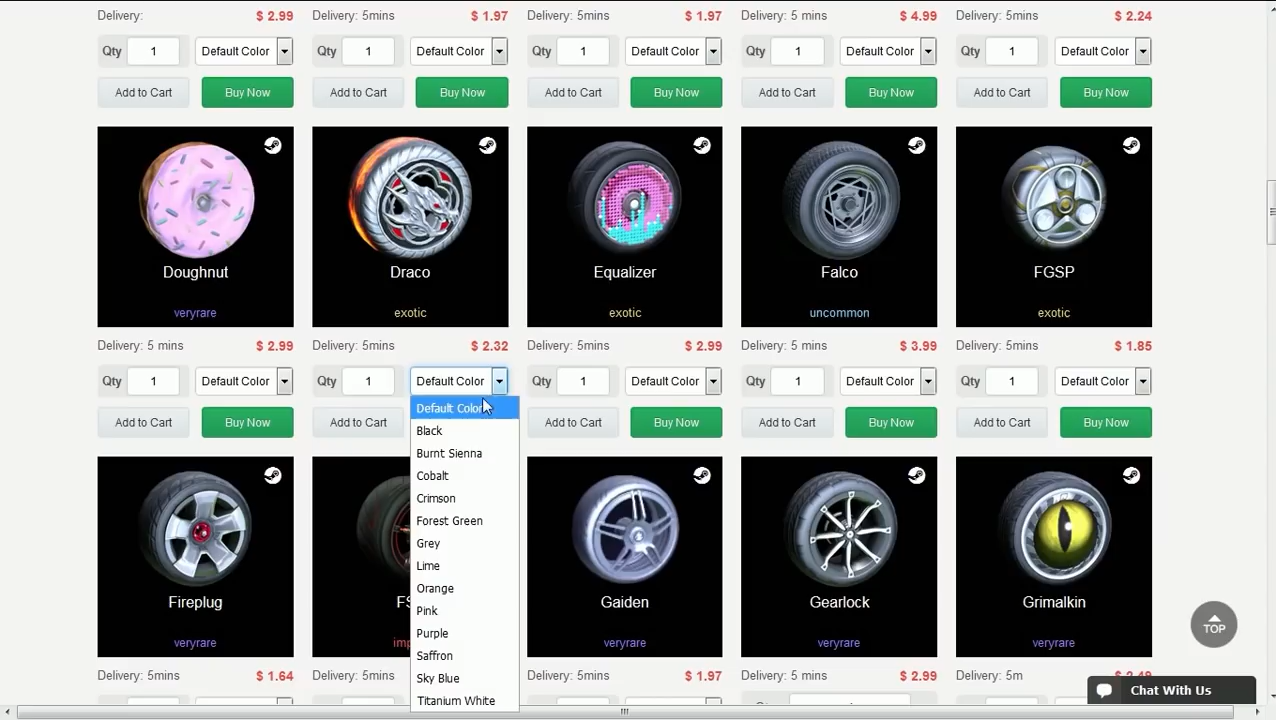 Delivery: $ 2.99 Delivery: 5mins $ 1.97 Delivery: 5mins $ 1.97 Delivery: 5 mins $ 4.99 Delivery: 5mins $ 2.24
Qty 1 Default Color Qty 1 Default Color Qty 1 Default Color Qty 1 Default Color Qty 1 Default Color
Add to Cart Buy Now Add to Cart Buy Now Add to Cart Buy Now Add to Cart Buy Now Add to Cart Buy Now
Doughnut Draco Equalizer Falco FGSP
veryrare exotic exotic uncommon exotic
Delivery: 5 mins $ 2.99 Delivery: 5mins $ 2.32 Delivery: 5mins $ 2.99 Delivery: 5 mins $ 3.99 Delivery: 5mins $ 1.85
Qty 1 Default Color Qty 1 Default Color Qty 1 Default Color Qty 1 Default Color Qty 1 Default Color
Add to Cart Buy Now Add to Cart Buy Now Add to Cart Buy Now Add to Cart Buy Now
Default Color
Black
Burnt Sienna
Cobalt
Crimson
Forest Green
Grey
Lime
Orange
Pink
Purple
Saffron
Sky Blue
Titanium White
Fireplug Gaiden Gearlock Grimalkin
veryrare veryrare veryrare veryrare
TOP
Delivery: 5mins $ 1.64 Delivery: 5mins $ 1.97 Delivery: 5mins $ 2.99 Delivery: 5m
Chat With Us